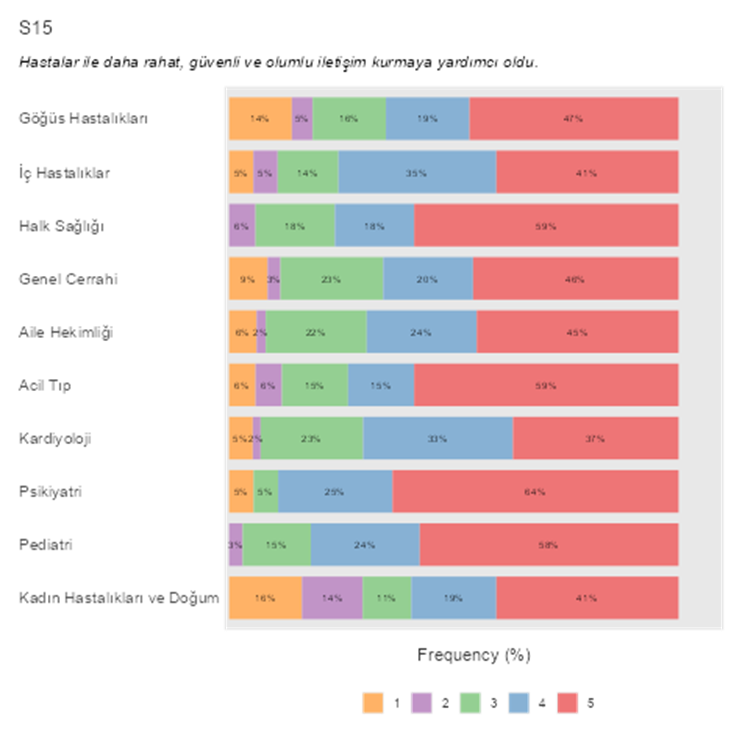 S15
Hastalar ile daha rahat, güvenli ve olumlu iletişim kurmaya yardımcı oldu.
Göğüs Hastalıkları 14% 5% 16% 19% 47%
İç Hastalıklar 5% 5% 14% 35% 41%
Halk Sağlığı 6% 18% 18% 59%
Genel Cerrahi 9% 3% 23% 20% 46%
Aile Hekimliği 6% 2% 22% 24% 45%
Acil Tıp 6% 6% 15% 15% 59%
Kardiyoloji 5% 2% 23% 33% 37%
Psikiyatri 5% 5% 25% 64%
Pediatri 3% 15% 24% 58%
Kadın Hastalıkları ve Doğum 16% 14% 11% 19% 41%
Frequency (%)
1 2 3 4 5